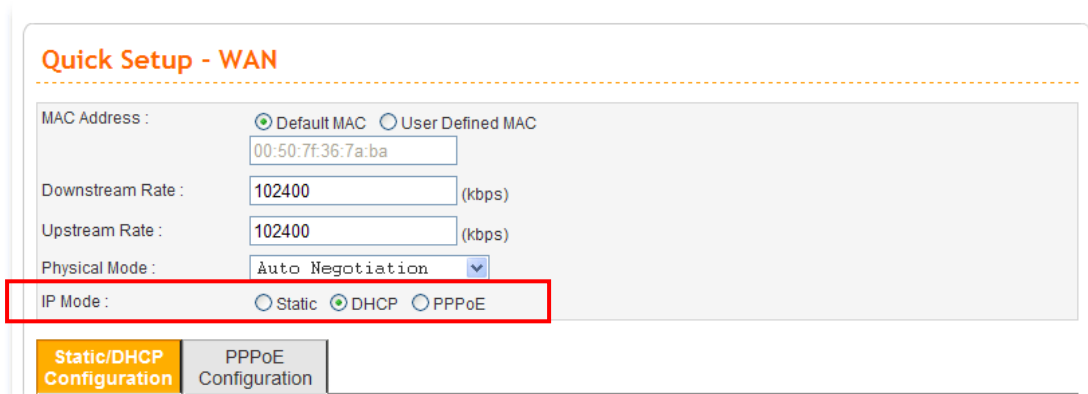 Quick Setup - WAN
MAC Address :
Default MAC User Defined MAC
00:50:7f:36:7a:ba
Downstream Rate : 102400 (kbps)
Upstream Rate : 102400 (kbps)
Physical Mode : Auto Negotiation
IP Mode : Static DHCP PPPoE
Static/DHCP
Configuration
PPPoE
Configuration